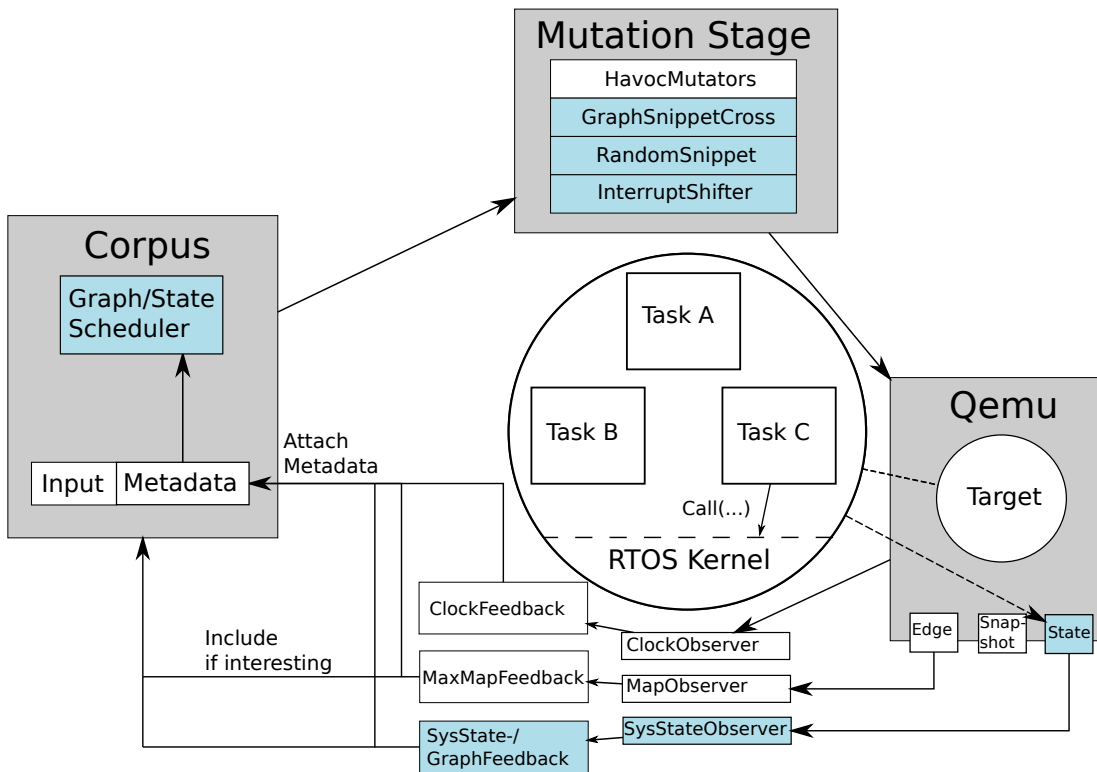 Mutation Stage
HavocMutators
GraphSnippetCross
RandomSnippet
InterruptShifter
Corpus
Graph/State
Scheduler
Input
Metadata
Attach
Metadata
Task A
Task B
Task C
Call(...)
RTOS Kernel
Qemu
Target
Edge
Snap-
shot
State
ClockFeedback
ClockObserver
Include
if interesting
MaxMapFeedback
MapObserver
SysState-/
GraphFeedback
SysStateObserver